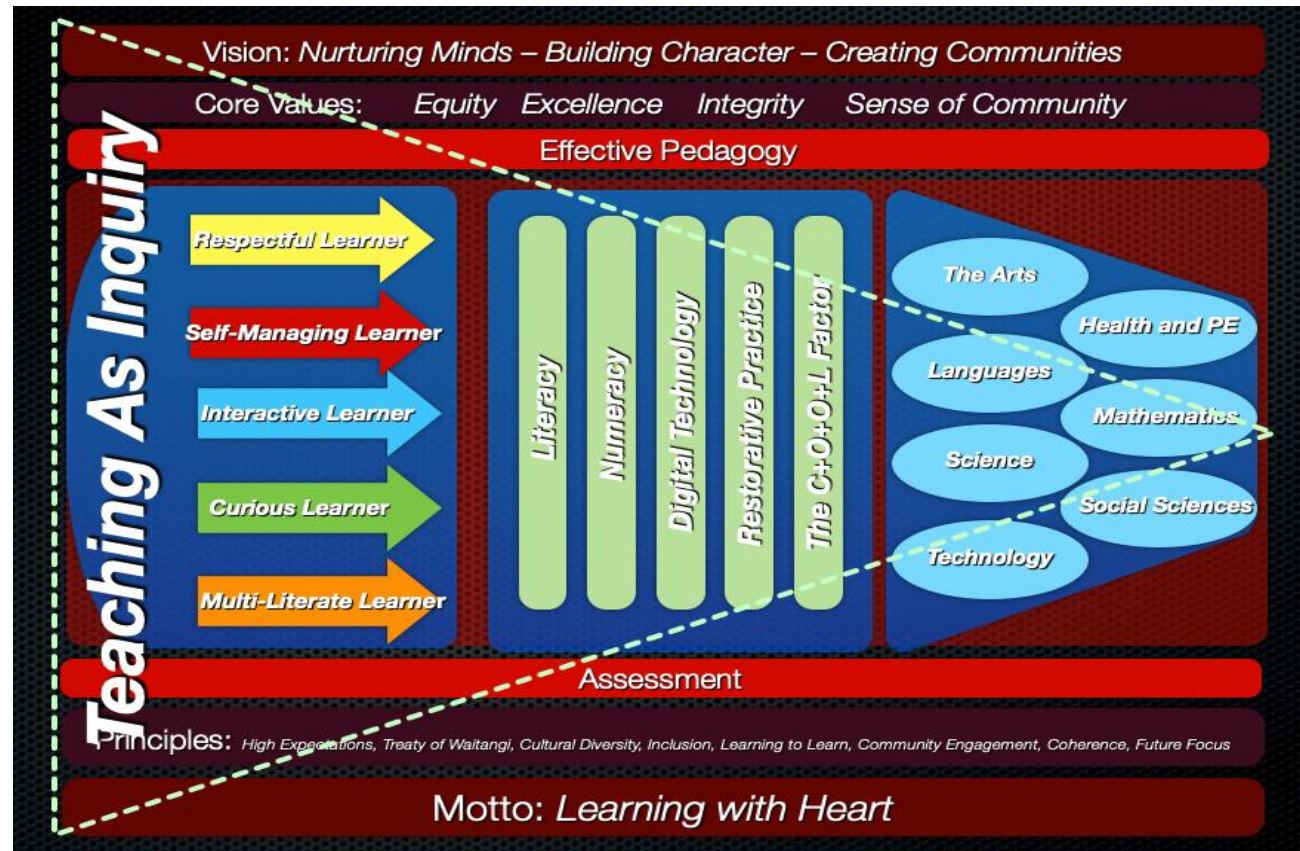 Vision: Nurturing Minds – Building Character – Creating Communities
Core Values: Equity Excellence Integrity Sense of Community
Effective Pedagogy
Teaching As Inquiry
Respectful Learner
Self-Managing Learner
Interactive Learner
Curious Learner
Multi-Literate Learner
Literacy
Numeracy
Digital Technology
Restorative Practice
The C+O+O+L Factor
The Arts
Health and PE
Languages
Mathematics
Science
Social Sciences
Technology
Assessment
Principles: High Expectations, Treaty of Waitangi, Cultural Diversity, Inclusion, Learning to Learn, Community Engagement, Coherence, Future Focus
Motto: Learning with Heart